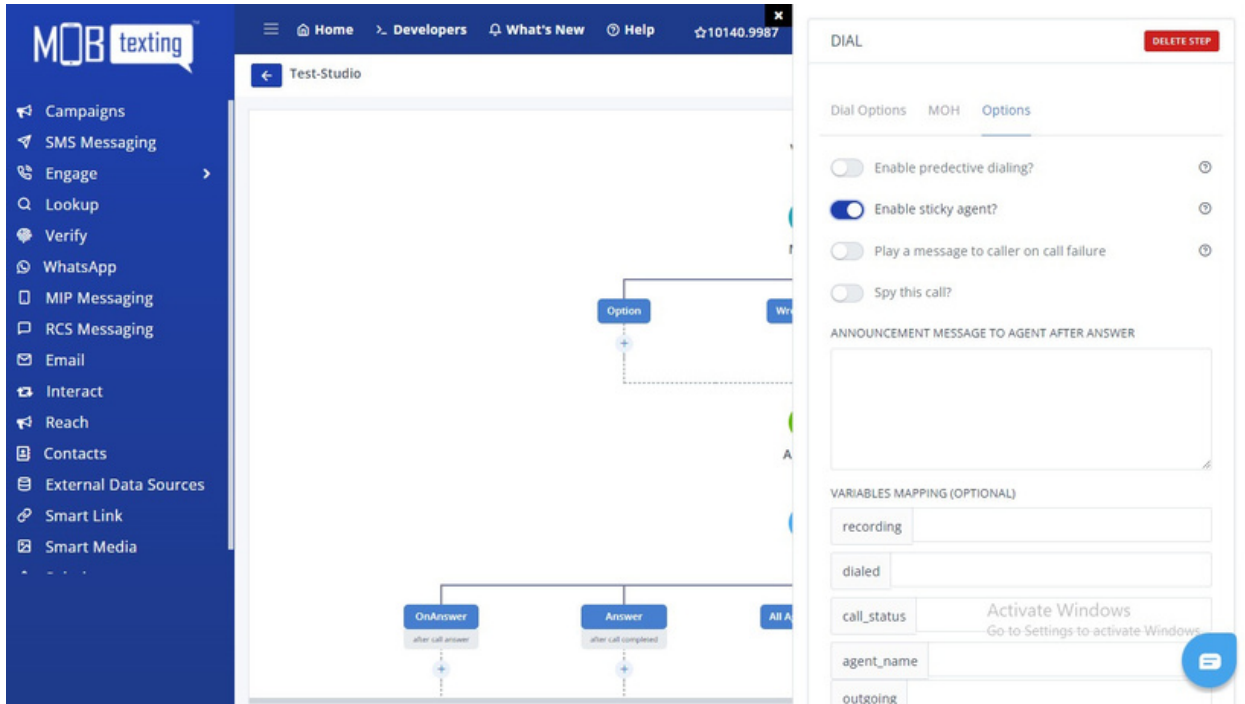 MOB texting
Home
Developers
What's New
Help
10140.9987
Test-Studio
Campaigns
SMS Messaging
Engage
Lookup
Verify
WhatsApp
MIP Messaging
RCS Messaging
Email
Interact
Reach
Contacts
External Data Sources
Smart Link
Smart Media
Option
OnAnswer
after call answer
Answer
after call completed
DIAL
DELETE STEP
Dial Options
MOH
Options
Enable predective dialing?
Enable sticky agent?
Play a message to caller on call failure
Spy this call?
ANNOUNCEMENT MESSAGE TO AGENT AFTER ANSWER
VARIABLES MAPPING (OPTIONAL)
recording
dialed
call_status
agent_name
outgoing
Activate Windows
Go to Settings to activate Windows.